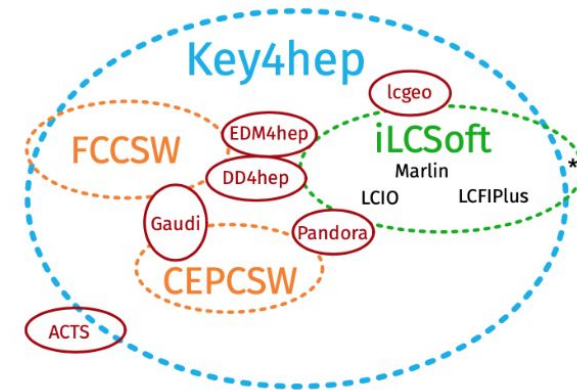 Key4hep
lcgeo
EDM4hep
iLCSoft
FCCSW
Marlin
*
DD4hep
LCIO
LCFIPlus
Gaudi
Pandora
CEPCSW
ACTS